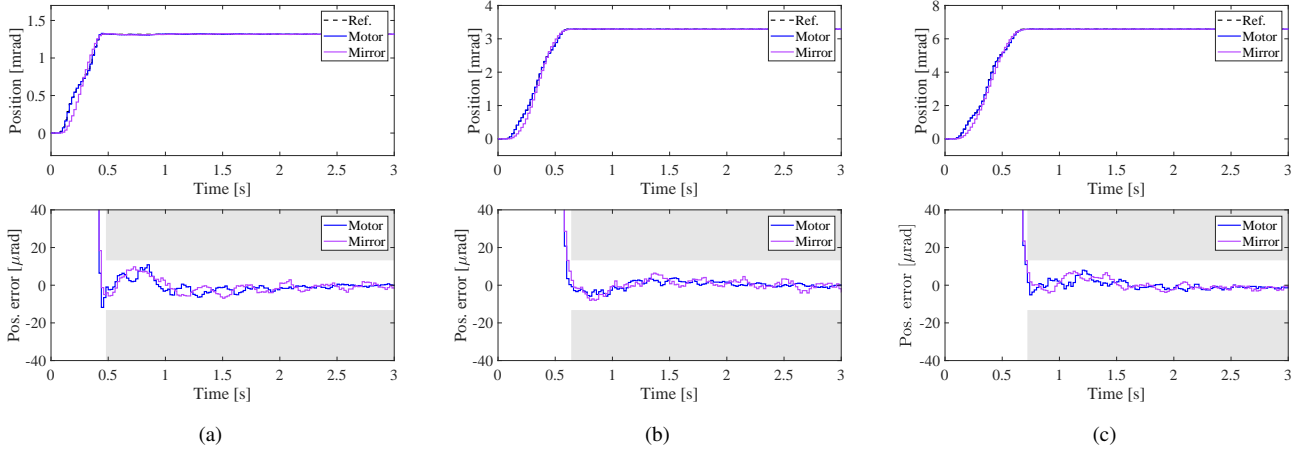 1.5
1
0.5
0
Position [mrad]
Ref.
Motor
Mirror
0 0.5 1 1.5 2 2.5 3
Time [s]
4
3
2
1
0
Position [mrad]
Ref.
Motor
Mirror
0 0.5 1 1.5 2 2.5 3
Time [s]
8
6
4
2
0
Position [mrad]
Ref.
Motor
Mirror
0 0.5 1 1.5 2 2.5 3
Time [s]
40
20
0
-20
-40
Pos. error [μrad]
Motor
Mirror
0 0.5 1 1.5 2 2.5 3
Time [s]
40
20
0
-20
-40
Pos. error [μrad]
Motor
Mirror
0 0.5 1 1.5 2 2.5 3
Time [s]
40
20
0
-20
-40
Pos. error [μrad]
Motor
Mirror
0 0.5 1 1.5 2 2.5 3
Time [s]
(a)
(b)
(c)